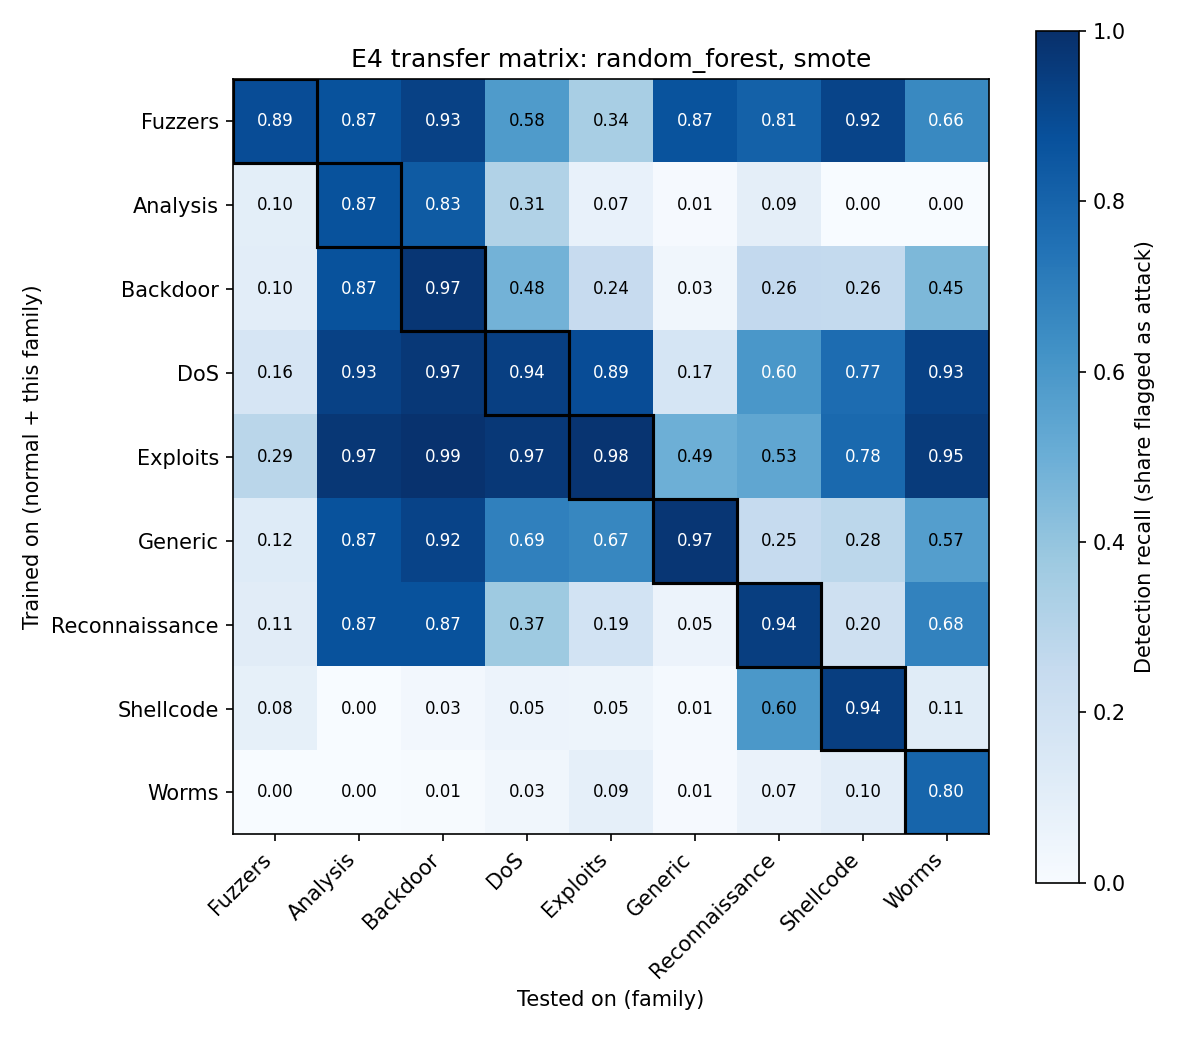 E4 transfer matrix: random_forest, smote
Trained on (normal + this family)
Fuzzers 0.89 0.87 0.93 0.58 0.34 0.87 0.81 0.92 0.66
Analysis 0.10 0.87 0.83 0.31 0.07 0.01 0.09 0.00 0.00
Backdoor 0.10 0.87 0.97 0.48 0.24 0.03 0.26 0.26 0.45
DoS 0.16 0.93 0.97 0.94 0.89 0.17 0.60 0.77 0.93
Exploits 0.29 0.97 0.99 0.97 0.98 0.49 0.53 0.78 0.95
Generic 0.12 0.87 0.92 0.69 0.67 0.97 0.25 0.28 0.57
Reconnaissance 0.11 0.87 0.87 0.37 0.19 0.05 0.94 0.20 0.68
Shellcode 0.08 0.00 0.03 0.05 0.05 0.01 0.60 0.94 0.11
Worms 0.00 0.00 0.01 0.03 0.09 0.01 0.07 0.10 0.80
Fuzzers Analysis Backdoor DoS Exploits Generic Reconnaissance Shellcode Worms
Tested on (family)
1.0
0.8
0.6
0.4
0.2
0.0
Detection recall (share flagged as attack)